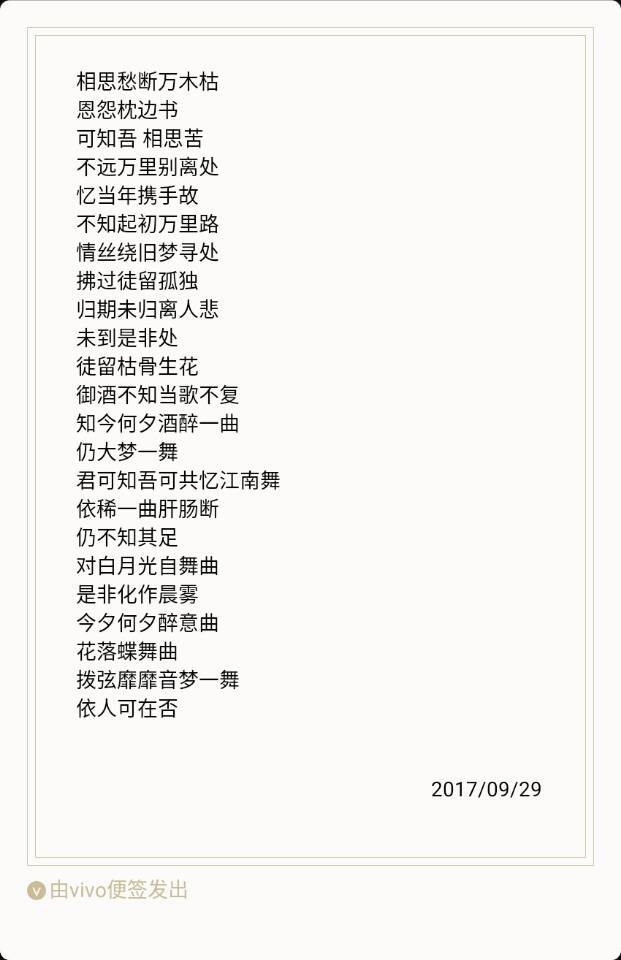 相思愁断万木枯
恩怨枕边书
可知吾 相思苦
不远万里别离处
忆当年携手故
不知起初万里路
情丝绕旧梦寻处
拂过徒留孤独
归期未归离人悲
未到是非处
徒留枯骨生花
御酒不知当歌不复
知今何夕酒醉一曲
仍大梦一舞
君可知吾可共忆江南舞
依稀一曲肝肠断
仍不知其足
对白月光自舞曲
是非化作晨雾
今夕何夕醉意曲
花落蝶舞曲
拨弦靡靡音梦一舞
依人可在否
2017/09/29
由vivo便签发出